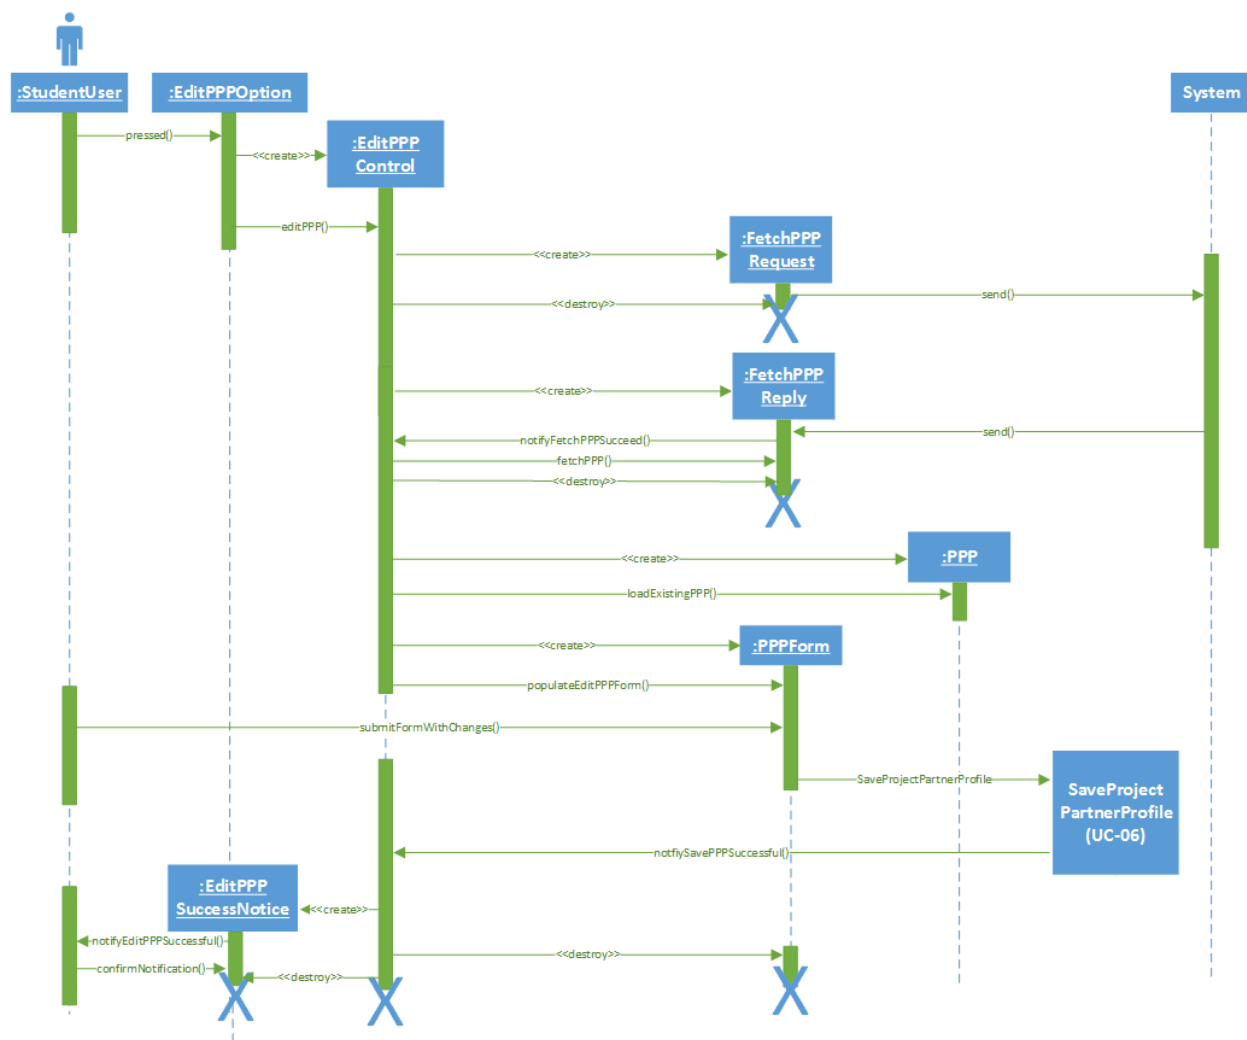 :StudentUser
:EditPPPOption
System
pressed()
<<create>>
:EditPPP
Control
editPPP()
<<create>>
:FetchPPP
Request
<<destroy>>
send()
<<create>>
:FetchPPP
Reply
notifyFetchPPPSucceed()
send()
fetchPPP()
<<destroy>>
<<create>>
:PPP
loadExistingPPP()
<<create>>
:PPPForm
populateEditPPPForm()
submitFormWithChanges()
SaveProjectPartnerProfile
SaveProject
PartnerProfile
(UC-06)
notfiySavePPPSuccessful()
:EditPPP
SuccessNotice
<<create>>
notifyEditPPPSuccessful()
<<destroy>>
confirmNotification()
<<destroy>>